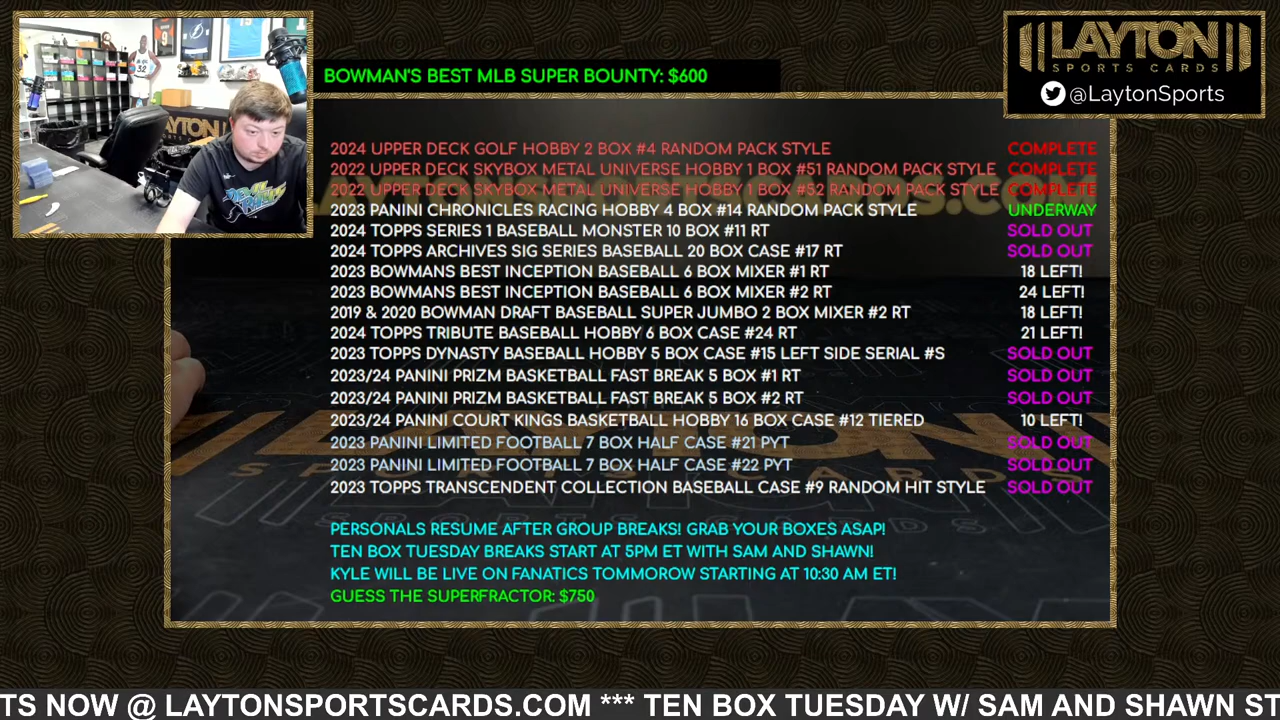 BOWMAN'S BEST MLB SUPER BOUNTY: $600
LAYTON
SPORTS CARDS
@LaytonSports
2024 UPPER DECK GOLF HOBBY 2 BOX #4 RANDOM PACK STYLE COMPLETE
2022 UPPER DECK SKYBOX METAL UNIVERSE HOBBY 1 BOX #51 RANDOM PACK STYLE COMPLETE
2022 UPPER DECK SKYBOX METAL UNIVERSE HOBBY 1 BOX #52 RANDOM PACK STYLE COMPLETE
2023 PANINI CHRONICLES RACING HOBBY 4 BOX #14 RANDOM PACK STYLE UNDERWAY
2024 TOPPS SERIES 1 BASEBALL MONSTER 10 BOX #11 RT SOLD OUT
2024 TOPPS ARCHIVES SIG SERIES BASEBALL 20 BOX CASE #17 RT SOLD OUT
2023 BOWMANS BEST INCEPTION BASEBALL 6 BOX MIXER #1 RT 18 LEFT!
2023 BOWMANS BEST INCEPTION BASEBALL 6 BOX MIXER #2 RT 24 LEFT!
2019 & 2020 BOWMAN DRAFT BASEBALL SUPER JUMBO 2 BOX MIXER #2 RT 18 LEFT!
2024 TOPPS TRIBUTE BASEBALL HOBBY 6 BOX CASE #24 RT 21 LEFT!
2023 TOPPS DYNASTY BASEBALL HOBBY 5 BOX CASE #15 LEFT SIDE SERIAL #S SOLD OUT
2023/24 PANINI PRIZM BASKETBALL FAST BREAK 5 BOX #1 RT SOLD OUT
2023/24 PANINI PRIZM BASKETBALL FAST BREAK 5 BOX #2 RT SOLD OUT
2023/24 PANINI COURT KINGS BASKETBALL HOBBY 16 BOX CASE #12 TIERED 10 LEFT!
2023 PANINI LIMITED FOOTBALL 7 BOX HALF CASE #21 PYT SOLD OUT
2023 PANINI LIMITED FOOTBALL 7 BOX HALF CASE #22 PYT SOLD OUT
2023 TOPPS TRANSCENDENT COLLECTION BASEBALL CASE #9 RANDOM HIT STYLE SOLD OUT
PERSONALS RESUME AFTER GROUP BREAKS! GRAB YOUR BOXES ASAP!
TEN BOX TUESDAY BREAKS START AT 5PM ET WITH SAM AND SHAWN!
KYLE WILL BE LIVE ON FANATICS TOMMOROW STARTING AT 10:30 AM ET!
GUESS THE SUPERFRACTOR: $750
TS NOW @ LAYTONSPORTSCARDS.COM *** TEN BOX TUESDAY W/ SAM AND SHAWN ST